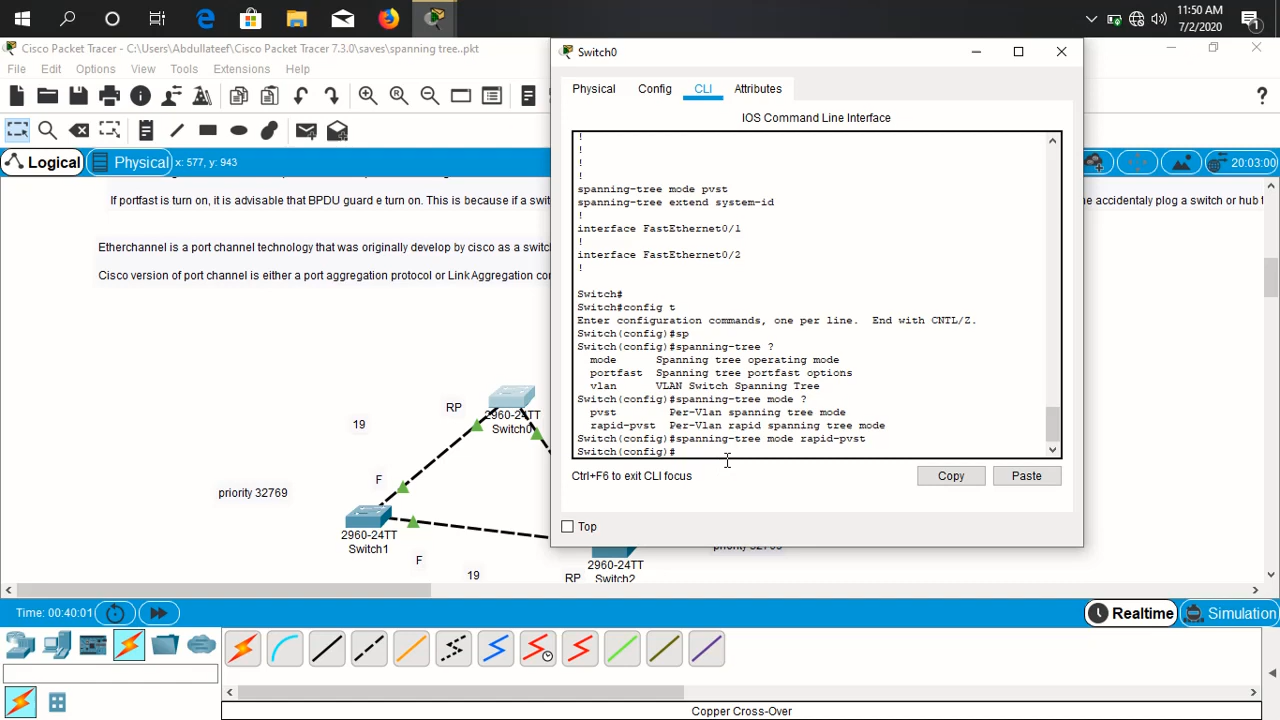 11:50 AM
7/2/2020
1
Cisco Packet Tracer - C:\Users\Abdullateef\Cisco Packet Tracer 7.3.0\saves\spanning tree..pkt
File Edit Options View Tools Extensions Help
Logical Physical x: 577, y: 943
20:03:00
If portfast is turn on, it is advisable that BPDU guard e turn on. This is because if a swit
e accidentaly plog a switch or hub t
Etherchannel is a port channel technology that was originally develop by cisco as a switc
Cisco version of port channel is either a port aggregation protocol or Link Aggregation con
RP
2960-24TT
Switch0
19
F
priority 32769
2960-24TT
Switch1
F
19
RP
2960-24TT
Switch2
Switch0
Physical Config CLI Attributes
IOS Command Line Interface
!
!
!
!
spanning-tree mode pvst
spanning-tree extend system-id
!
interface FastEthernet0/1
!
interface FastEthernet0/2
!
Switch#
Switch#config t
Enter configuration commands, one per line. End with CNTL/Z.
Switch(config)#sp
Switch(config)#spanning-tree ?
mode Spanning tree operating mode
portfast Spanning tree portfast options
vlan VLAN Switch Spanning Tree
Switch(config)#spanning-tree mode ?
pvst Per-Vlan spanning tree mode
rapid-pvst Per-Vlan rapid spanning tree mode
Switch(config)#spanning-tree mode rapid-pvst
Switch(config)#
Ctrl+F6 to exit CLI focus
Copy Paste
Top
Time: 00:40:01
Realtime Simulation
Copper Cross-Over